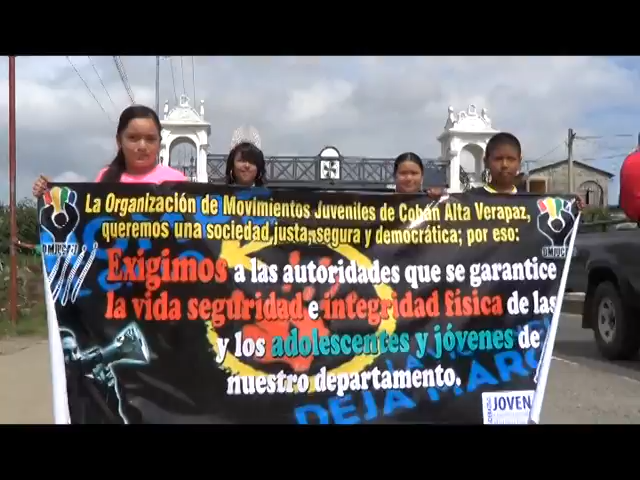 La Organización de Movimientos Juveniles de Cobán Alta Verapaz,
queremos una sociedad justa, segura y democrática; por eso:
Exigimos a las autoridades que se garantice
la vida seguridad e integridad física de las
y los adolescentes y jóvenes de
nuestro departamento.
DEJA MARC
JOVEN